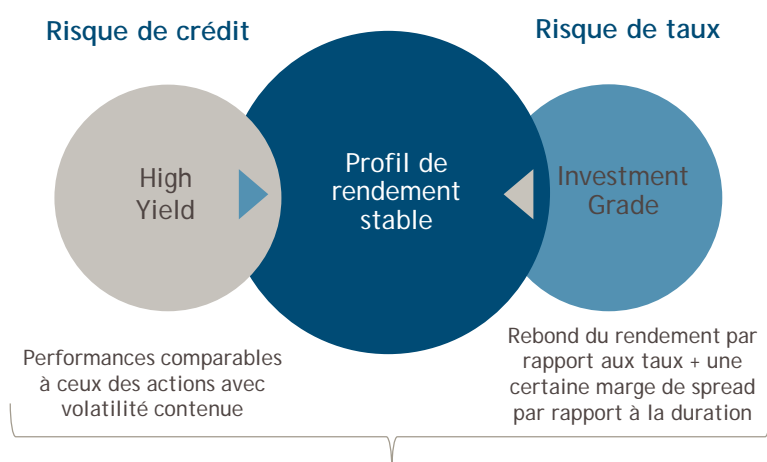 Risque de crédit
Risque de taux
High
Yield
Profil de
rendement
stable
Investment
Grade
Performances comparables
à ceux des actions avec
volatilité contenue
Rebond du rendement par
rapport aux taux + une
certaine marge de spread
par rapport à la duration